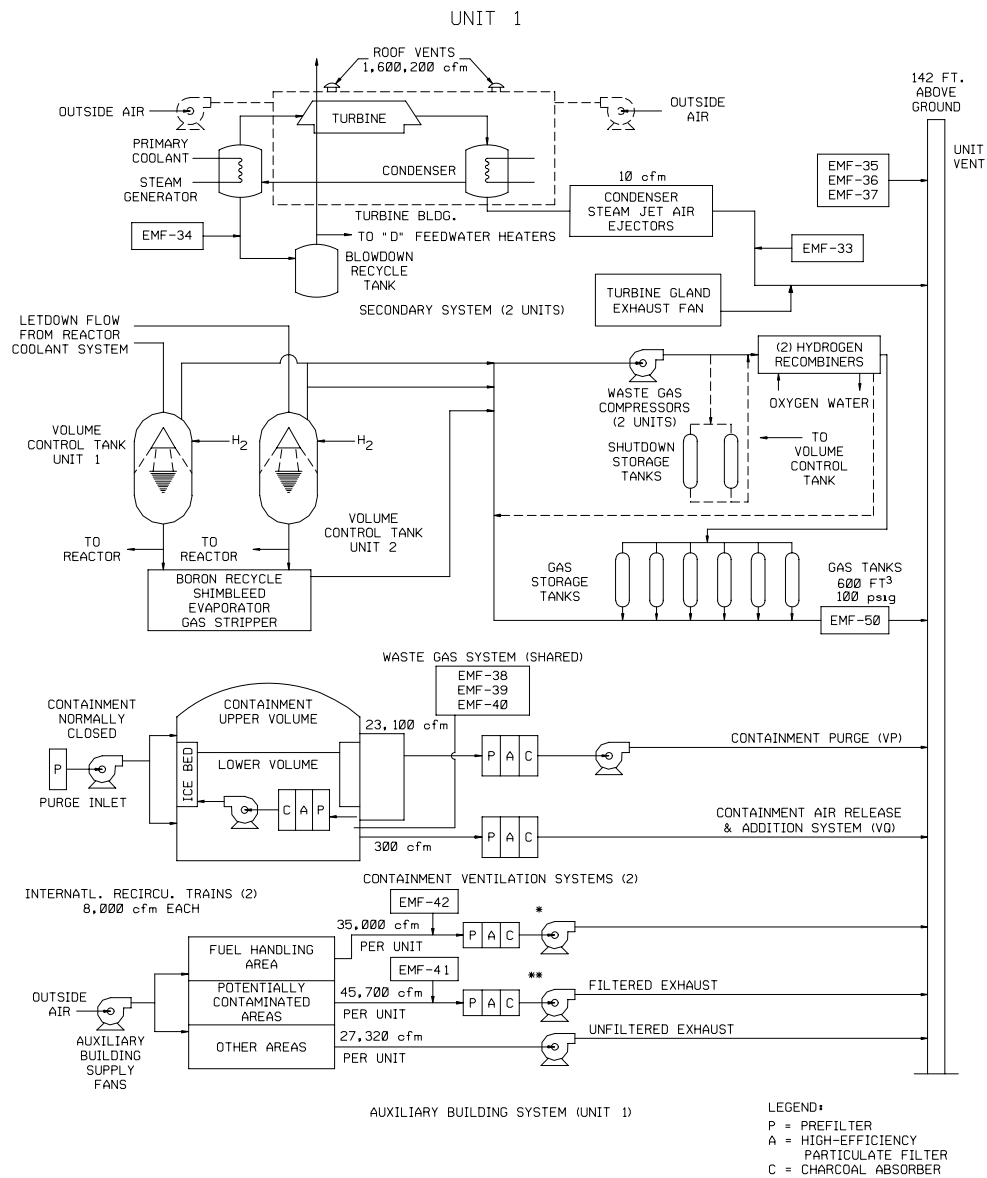 UNIT 1
ROOF VENTS
1,600,200 cfm
142 FT.
ABOVE
GROUND
OUTSIDE AIR
TURBINE
OUTSIDE
AIR
UNIT
VENT
PRIMARY
COOLANT
STEAM
GENERATOR
CONDENSER
EMF-35
EMF-36
EMF-37
10 cfm
CONDENSER
STEAM JET AIR
EJECTORS
TURBINE BLDG.
EMF-34
TO "D" FEEDWATER HEATERS
EMF-33
BLOWDOWN
RECYCLE
TANK
TURBINE GLAND
EXHAUST FAN
SECONDARY SYSTEM (2 UNITS)
LETDOWN FLOW
FROM REACTOR
COOLANT SYSTEM
(2) HYDROGEN
RECOMBINERS
WASTE GAS
COMPRESSORS
(2 UNITS)
OXYGEN WATER
VOLUME
CONTROL TANK
UNIT 1
H2
H2
SHUTDOWN
STORAGE
TANKS
TO
VOLUME
CONTROL
TANK
VOLUME
CONTROL TANK
UNIT 2
TO
REACTOR
TO
REACTOR
BORON RECYCLE
SHIMBLEED
EVAPORATOR
GAS STRIPPER
GAS
STORAGE
TANKS
GAS TANKS
600 FT3
100 psig
EMF-50
WASTE GAS SYSTEM (SHARED)
EMF-38
EMF-39
EMF-40
CONTAINMENT
NORMALLY
CLOSED
CONTAINMENT
UPPER VOLUME
23,100 cfm
P
PURGE INLET
ICE BED
LOWER VOLUME
C A P
P A C
CONTAINMENT PURGE (VP)
300 cfm
P A C
CONTAINMENT AIR RELEASE
& ADDITION SYSTEM (VQ)
CONTAINMENT VENTILATION SYSTEMS (2)
INTERNATL. RECIRCU. TRAINS (2)
8,000 cfm EACH
EMF-42
35,000 cfm
PER UNIT
P A C
*
FUEL HANDLING
AREA
EMF-41
POTENTIALLY
CONTAMINATED
AREAS
45,700 cfm
PER UNIT
P A C
**
FILTERED EXHAUST
OUTSIDE
AIR
AUXILIARY
BUILDING
SUPPLY
FANS
OTHER AREAS
27,320 cfm
PER UNIT
UNFILTERED EXHAUST
AUXILIARY BUILDING SYSTEM (UNIT 1)
LEGEND:
P = PREFILTER
A = HIGH-EFFICIENCY
PARTICULATE FILTER
C = CHARCOAL ABSORBER